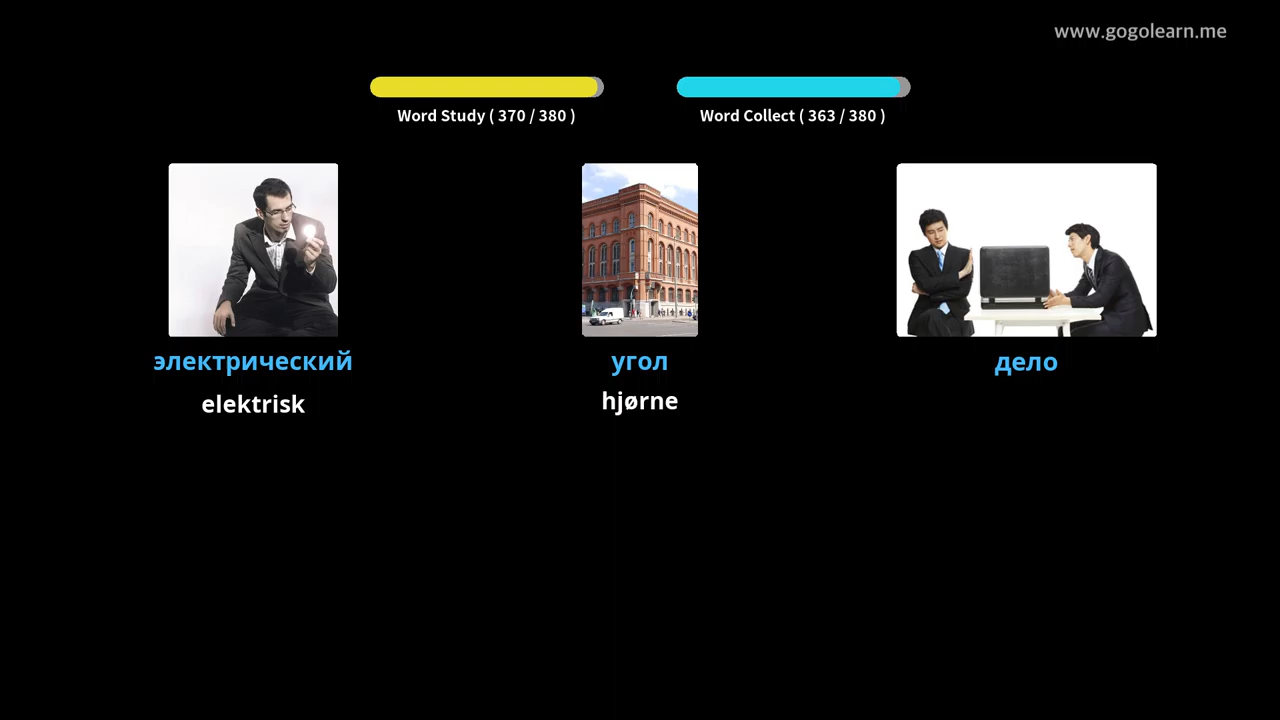 www.gogolearn.me
Word Study ( 370 / 380 )
Word Collect ( 363 / 380 )
электрический
угол
дело
elektrisk
hjørne